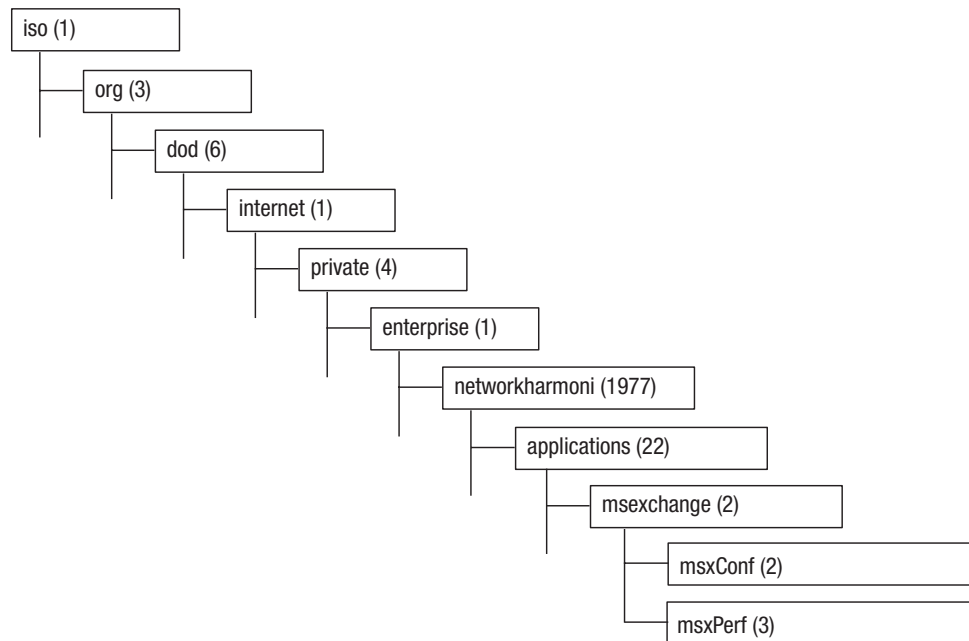 iso (1)
org (3)
dod (6)
internet (1)
private (4)
enterprise (1)
networkharmoni (1977)
applications (22)
msexchange (2)
msxConf (2)
msxPerf (3)